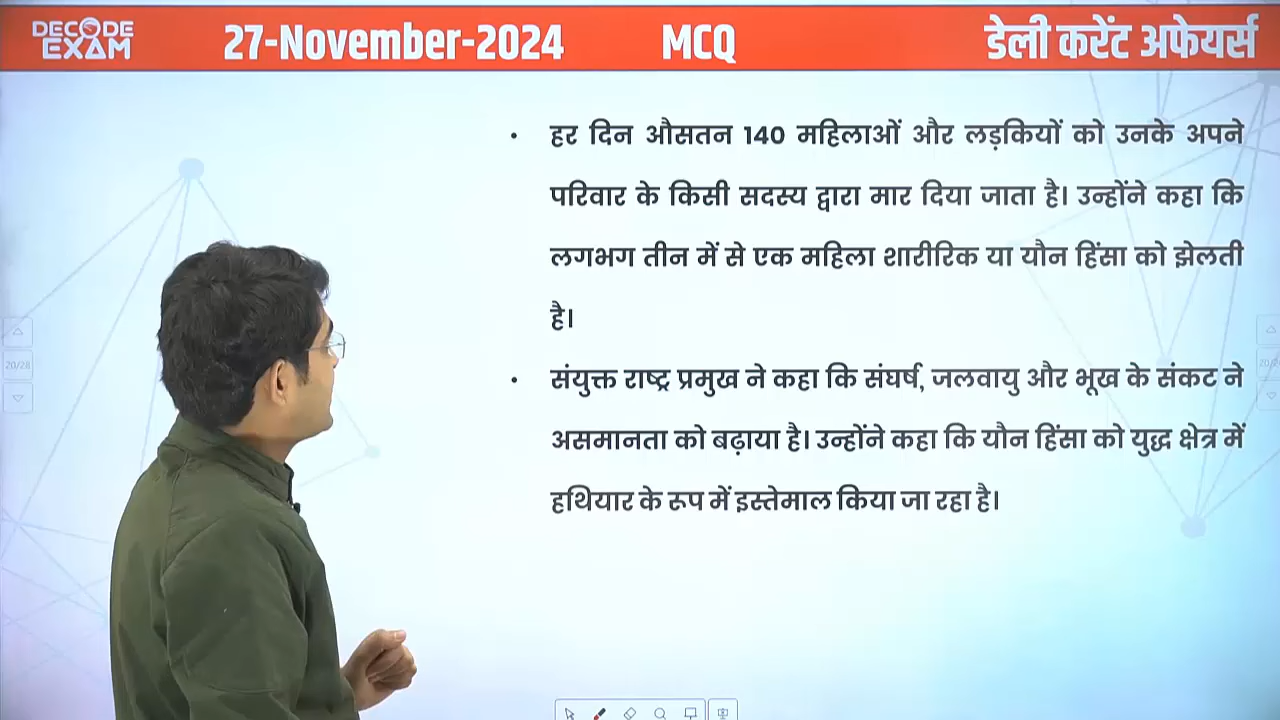 DECODE
EXAM
27-November-2024
MCQ
डेली करेंट अफेयर्स
• हर दिन औसतन 140 महिलाओं और लड़कियों को उनके अपने
परिवार के किसी सदस्य द्वारा मार दिया जाता है। उन्होंने कहा कि
लगभग तीन में से एक महिला शारीरिक या यौन हिंसा को झेलती
है।
• संयुक्त राष्ट्र प्रमुख ने कहा कि संघर्ष, जलवायु और भूख के संकट ने
असमानता को बढ़ाया है। उन्होंने कहा कि यौन हिंसा को युद्ध क्षेत्र में
हथियार के रूप में इस्तेमाल किया जा रहा है।
20/28